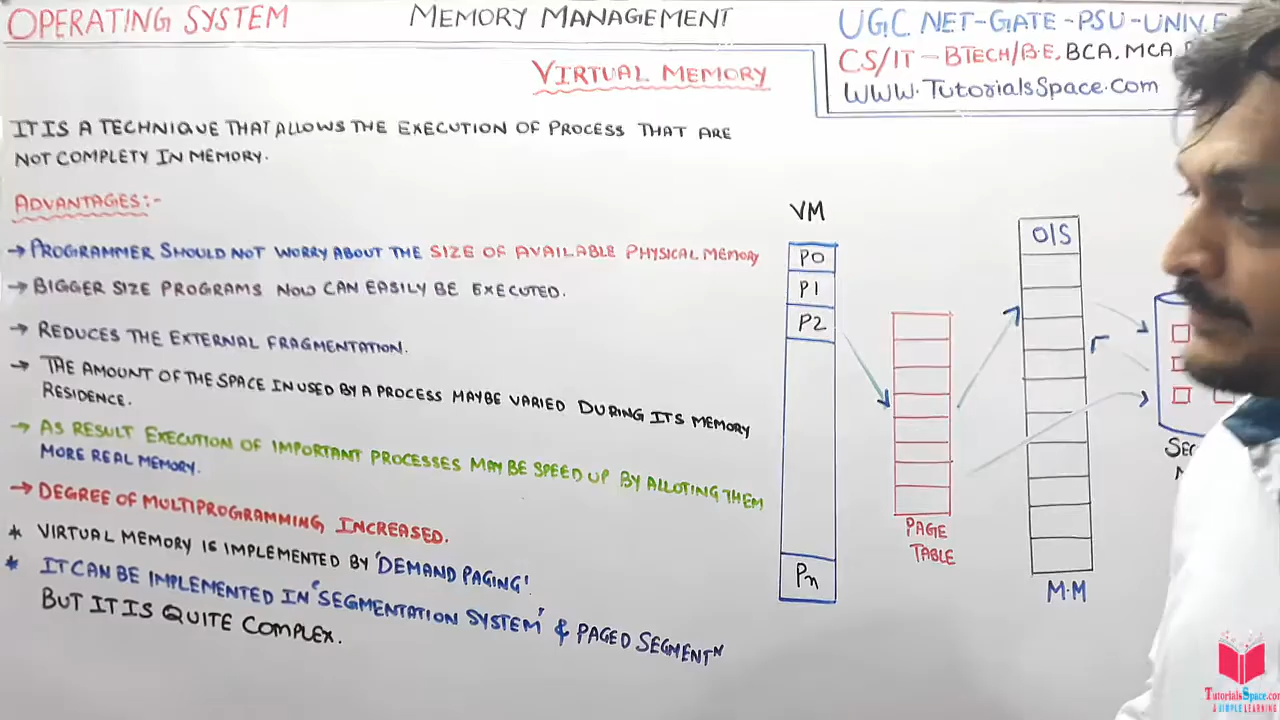 OPERATING SYSTEM
MEMORY MANAGEMENT
UGC NET-GATE-PSU-UNIV.E
CS/IT - BTECH/B.E, BCA, MCA,
WWW.TutorialsSpace.com
VIRTUAL MEMORY
IT IS A TECHNIQUE THAT ALLOWS THE EXECUTION OF PROCESS THAT ARE
NOT COMPLETY IN MEMORY.
ADVANTAGES:-
→ PROGRAMMER SHOULD NOT WORRY ABOUT THE SIZE OF AVAILABLE PHYSICAL MEMORY
→ BIGGER SIZE PROGRAMS NOW CAN EASILY BE EXECUTED.
→ REDUCES THE EXTERNAL FRAGMENTATION.
→ THE AMOUNT OF THE SPACE IN USED BY A PROCESS MAYBE VARIED DURING ITS MEMORY
RESIDENCE.
→ AS RESULT EXECUTION OF IMPORTANT PROCESSES MAY BE SPEED UP BY ALLOTING THEM
MORE REAL MEMORY.
→ DEGREE OF MULTIPROGRAMMING, INCREASED.
* VIRTUAL MEMORY IS IMPLEMENTED BY 'DEMAND PAGING'.
* IT CAN BE IMPLEMENTED IN 'SEGMENTATION SYSTEM' & PAGED SEGMENTN
BUT IT IS QUITE COMPLEX.
VM
P0
P1
P2
Pn
PAGE
TABLE
O/S
M.M
SEC
TutorialsSpace.com
A SIMPLE LEARNING